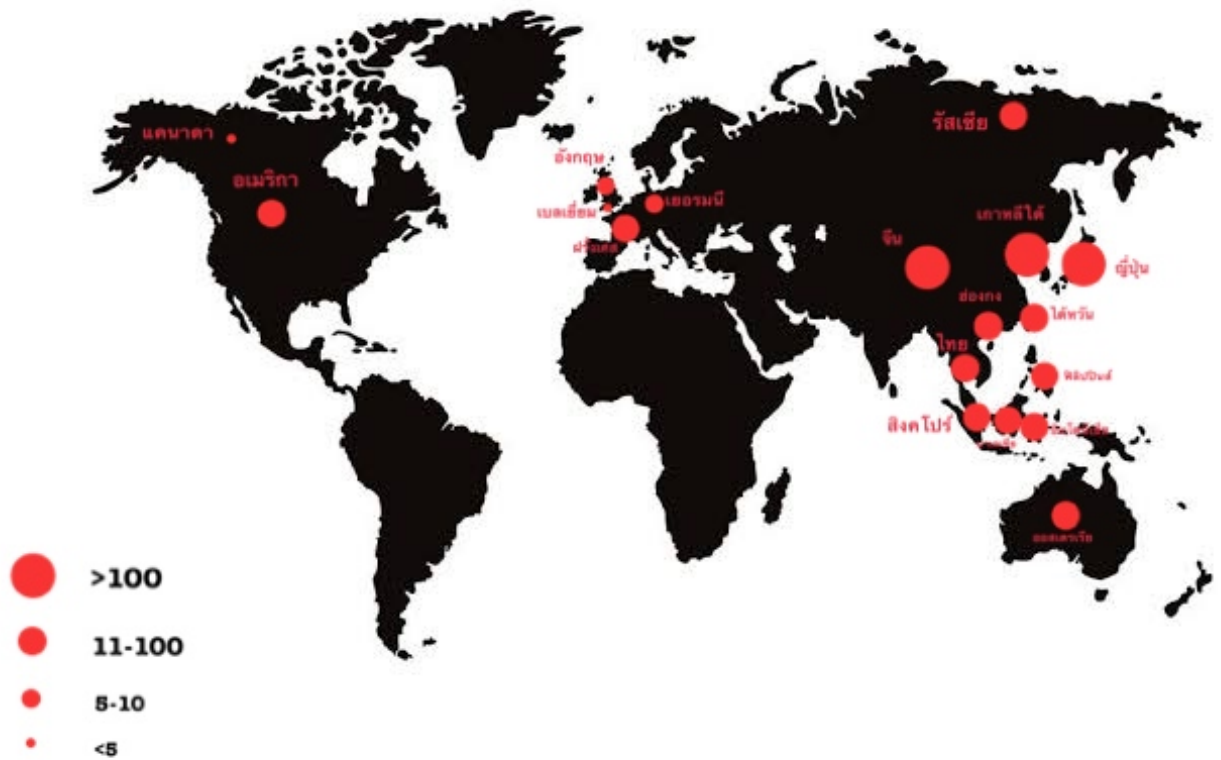 แคนาดา
อเมริกา
อังกฤษ
เบลเยี่ยม
เยอรมนี
ฝรั่งเศส
รัสเซีย
เกาหลีใต้
จีน
ญี่ปุ่น
ฮ่องกง
ไต้หวัน
ไทย
ฟิลิปปินส์
สิงคโปร์
ออสเตรเรีย
>100
11-100
5-10
<5